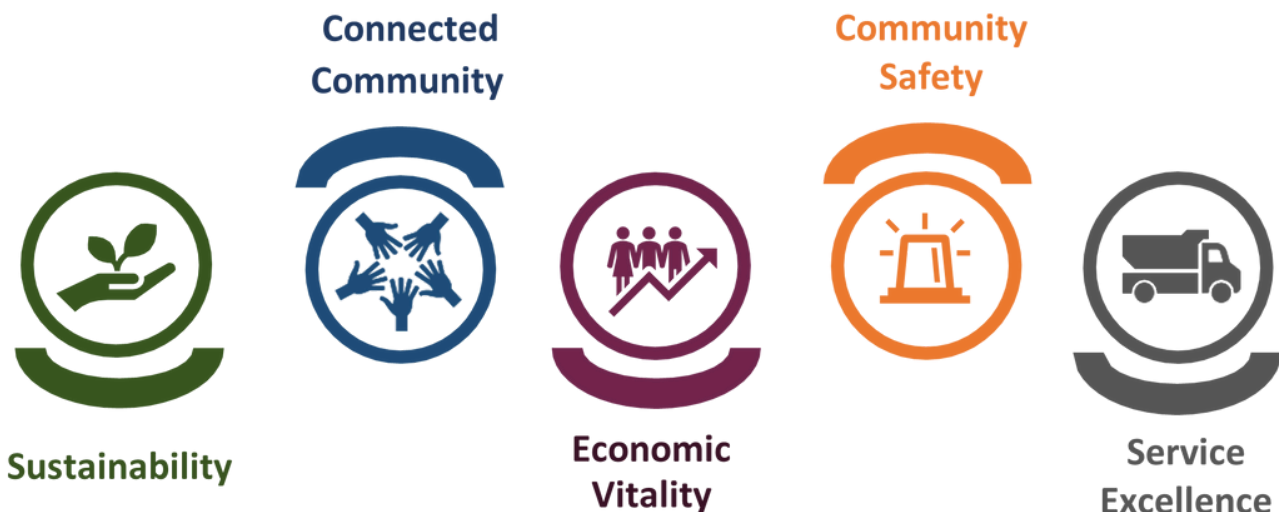 Connected
Community
Community
Safety
Sustainability
Economic
Vitality
Service
Excellence